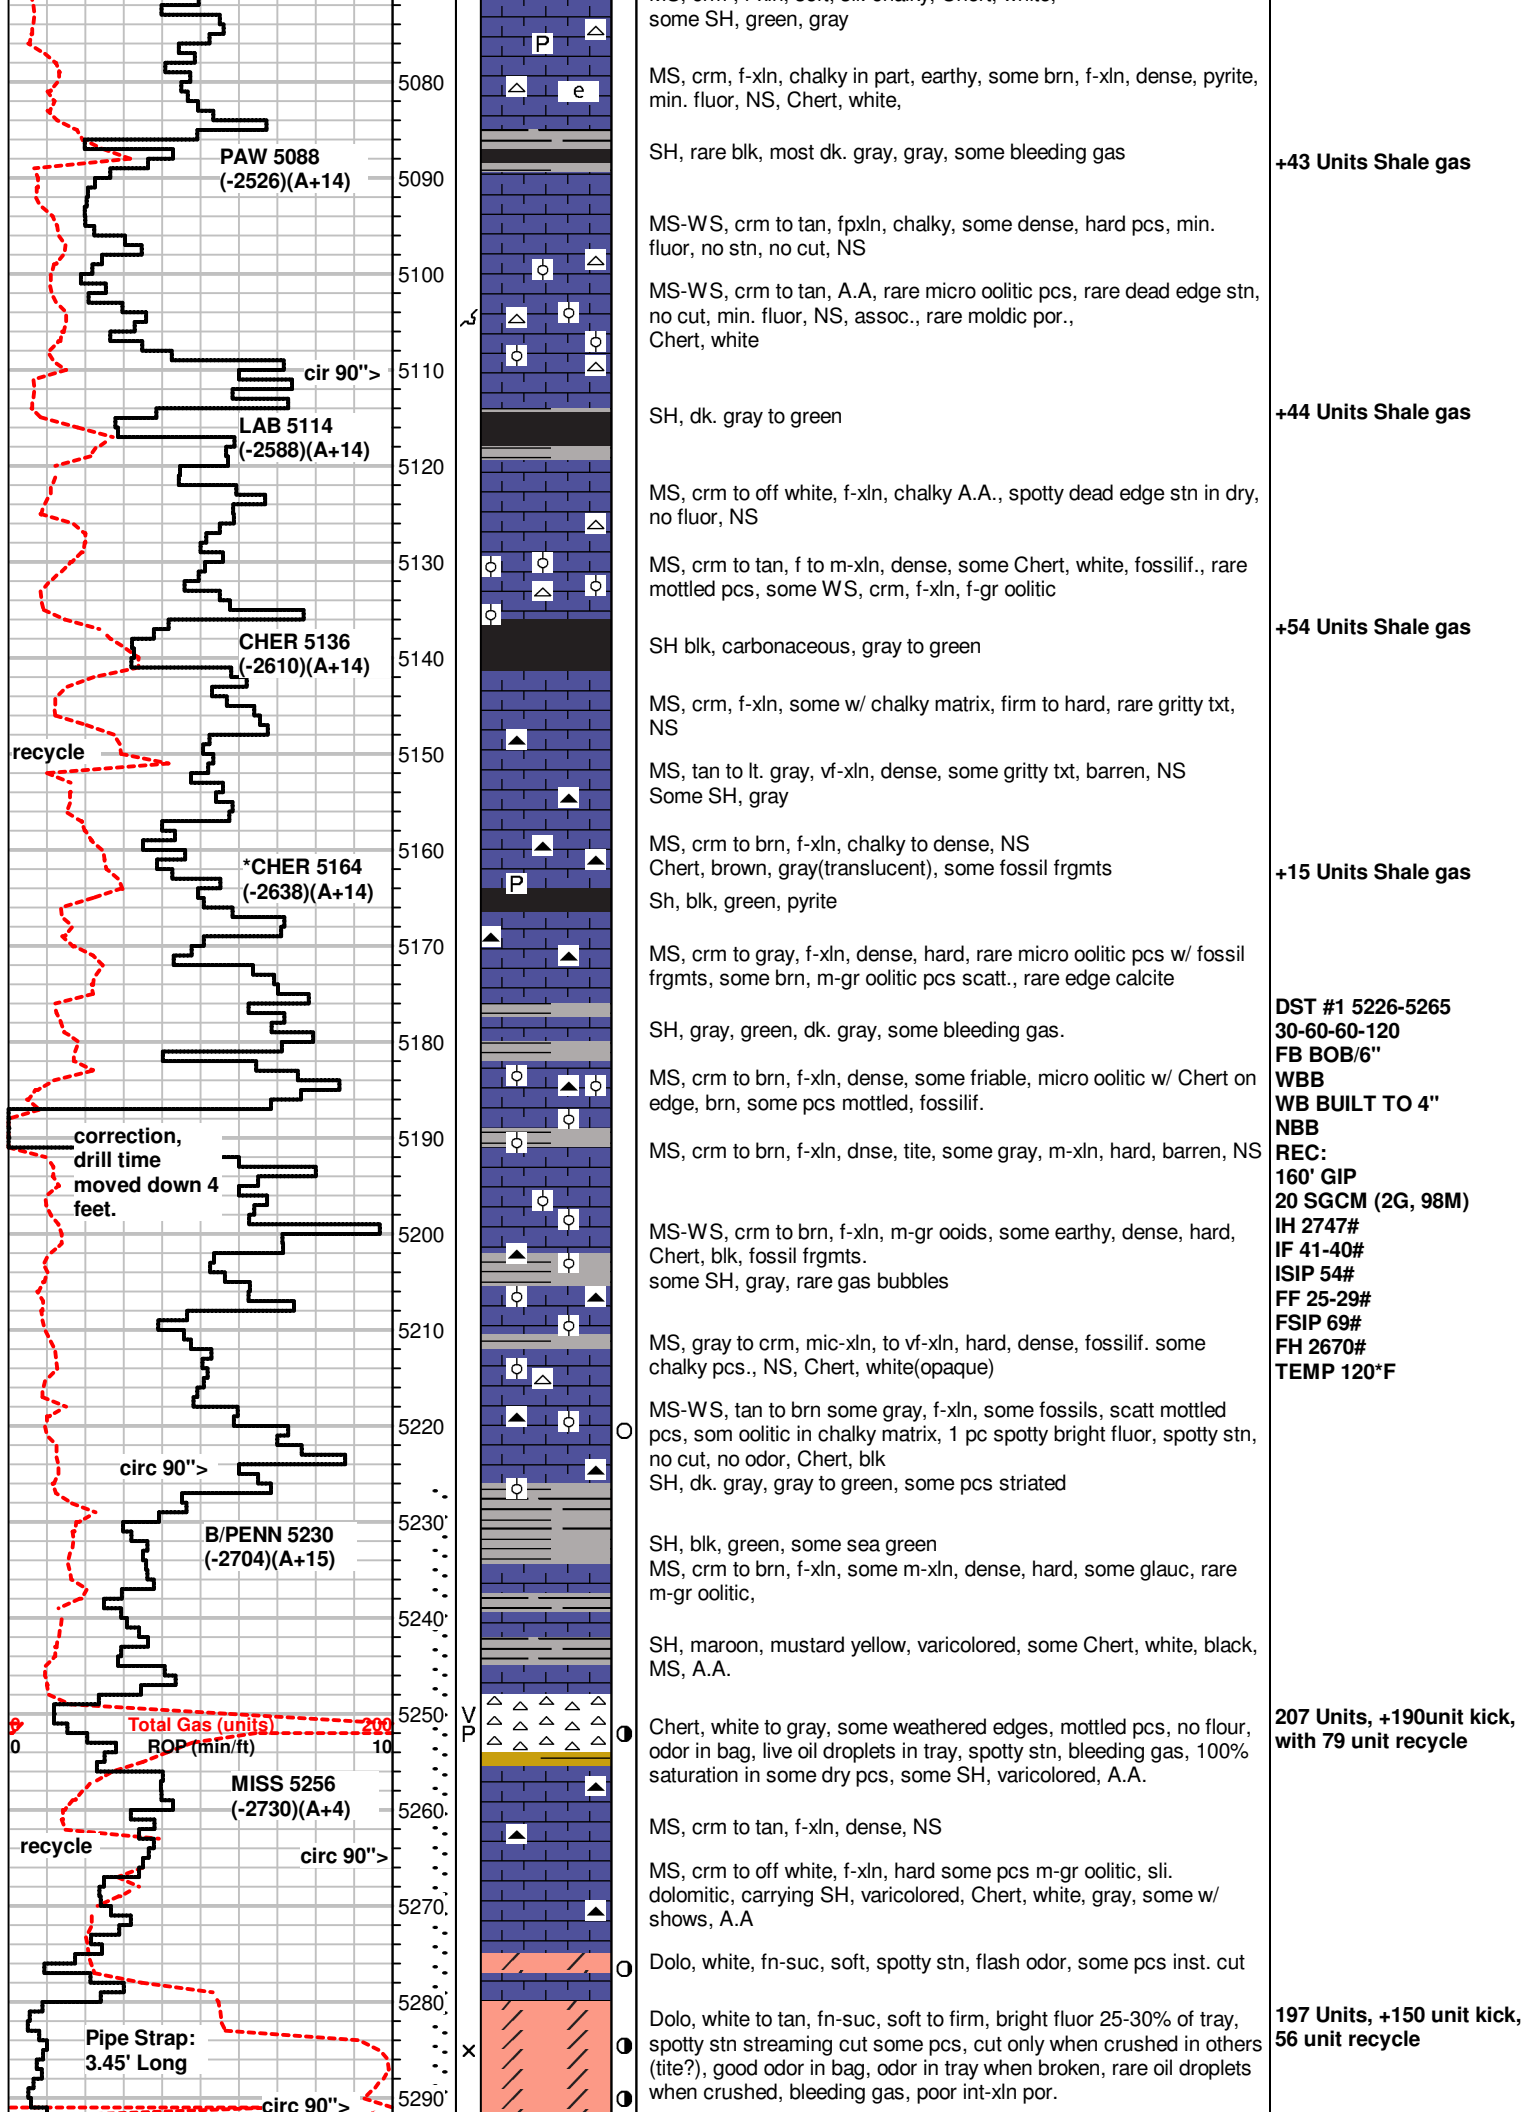 some SH, green, gray
P
5080
e
MS, crm, f-xln, chalky in part, earthy, some brn, f-xln, dense, pyrite,
min. fluor, NS, Chert, white,
PAW 5088
(-2526)(A+14)
5090
SH, rare blk, most dk. gray, gray, some bleeding gas
+43 Units Shale gas
MS-WS, crm to tan, fpxln, chalky, some dense, hard pcs, min.
fluor, no stn, no cut, NS
5100
MS-WS, crm to tan, A.A, rare micro oolitic pcs, rare dead edge stn,
no cut, min. fluor, NS, assoc., rare moldic por.,
Chert, white
cir 90">
5110
LAB 5114
(-2588)(A+14)
SH, dk. gray to green
+44 Units Shale gas
5120
MS, crm to off white, f-xln, chalky A.A., spotty dead edge stn in dry,
no fluor, NS
5130
MS, crm to tan, f to m-xln, dense, some Chert, white, fossilif., rare
mottled pcs, some WS, crm, f-xln, f-gr oolitic
CHER 5136
(-2610)(A+14)
5140
SH blk, carbonaceous, gray to green
+54 Units Shale gas
MS, crm, f-xln, some w/ chalky matrix, firm to hard, rare gritty txt,
NS
recycle
5150
MS, tan to lt. gray, vf-xln, dense, some gritty txt, barren, NS
Some SH, gray
5160
MS, crm to brn, f-xln, chalky to dense, NS
Chert, brown, gray(translucent), some fossil frgmts
*CHER 5164
(-2638)(A+14)
P
Sh, blk, green, pyrite
+15 Units Shale gas
5170
MS, crm to gray, f-xln, dense, hard, rare micro oolitic pcs w/ fossil
frgmts, some brn, m-gr oolitic pcs scatt., rare edge calcite
5180
SH, gray, green, dk. gray, some bleeding gas.
MS, crm to brn, f-xln, dense, some friable, micro oolitic w/ Chert on
edge, brn, some pcs mottled, fossilif.
DST #1 5226-5265
30-60-60-120
FB BOB/6"
WBB
WB BUILT TO 4"
NBB
REC:
160' GIP
20 SGCM (2G, 98M)
IH 2747#
IF 41-40#
ISIP 54#
FF 25-29#
FSIP 69#
FH 2670#
TEMP 120*F
correction,
drill time
moved down 4
feet.
5190
MS, crm to brn, f-xln, dnse, tite, some gray, m-xln, hard, barren, NS
5200
MS-WS, crm to brn, f-xln, m-gr ooids, some earthy, dense, hard,
Chert, blk, fossil frgmts.
some SH, gray, rare gas bubbles
5210
MS, gray to crm, mic-xln, to vf-xln, hard, dense, fossilif. some
chalky pcs., NS, Chert, white(opaque)
5220
MS-WS, tan to brn some gray, f-xln, some fossils, scatt mottled
pcs, som oolitic in chalky matrix, 1 pc spotty bright fluor, spotty stn,
no cut, no odor, Chert, blk
SH, dk. gray, gray to green, some pcs striated
circ 90">
5230
B/PENN 5230
(-2704)(A+15)
SH, blk, green, some sea green
MS, crm to brn, f-xln, some m-xln, dense, hard, some glauc, rare
m-gr oolitic,
5240
SH, maroon, mustard yellow, varicolored, some Chert, white, black,
MS, A.A.
5250
V
P
0 Total Gas (units) 200
0 ROP (min/ft) 10
Chert, white to gray, some weathered edges, mottled pcs, no flour,
odor in bag, live oil droplets in tray, spotty stn, bleeding gas, 100%
saturation in some dry pcs, some SH, varicolored, A.A.
207 Units, +190unit kick,
with 79 unit recycle
MISS 5256
(-2730)(A+4)
5260
MS, crm to tan, f-xln, dense, NS
recycle
circ 90">
MS, crm to off white, f-xln, hard some pcs m-gr oolitic, sli.
dolomitic, carrying SH, varicolored, Chert, white, gray, some w/
shows, A.A
5270
Dolo, white, fn-suc, soft, spotty stn, flash odor, some pcs inst. cut
5280
Pipe Strap:
3.45' Long
Dolo, white to tan, fn-suc, soft to firm, bright fluor 25-30% of tray,
spotty stn streaming cut some pcs, cut only when crushed in others
(tite?), good odor in bag, odor in tray when broken, rare oil droplets
when crushed, bleeding gas, poor int-xln por.
197 Units, +150 unit kick,
56 unit recycle
5290
circ 90">